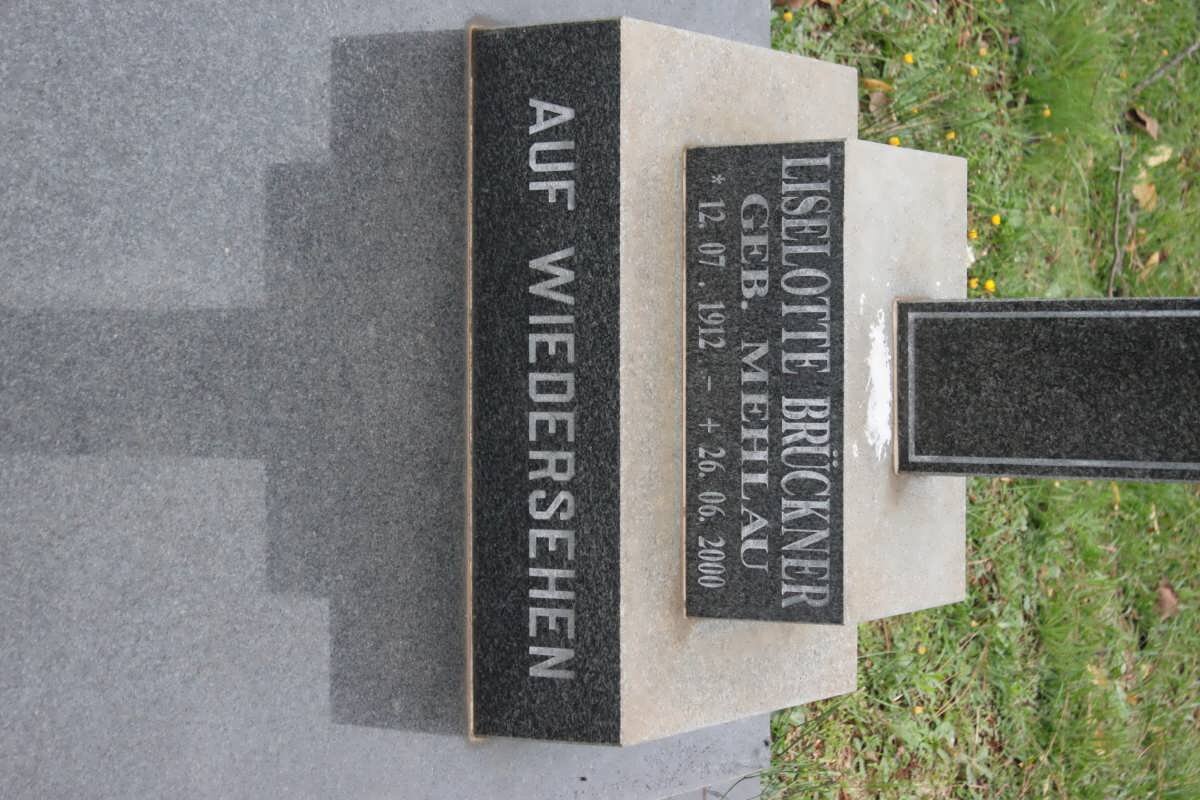 LISELOTTE BRÜCKNER
GEB. MEHLAU
* 12. 07. 1912 – + 26. 06. 2000
AUF WIEDERSEHEN